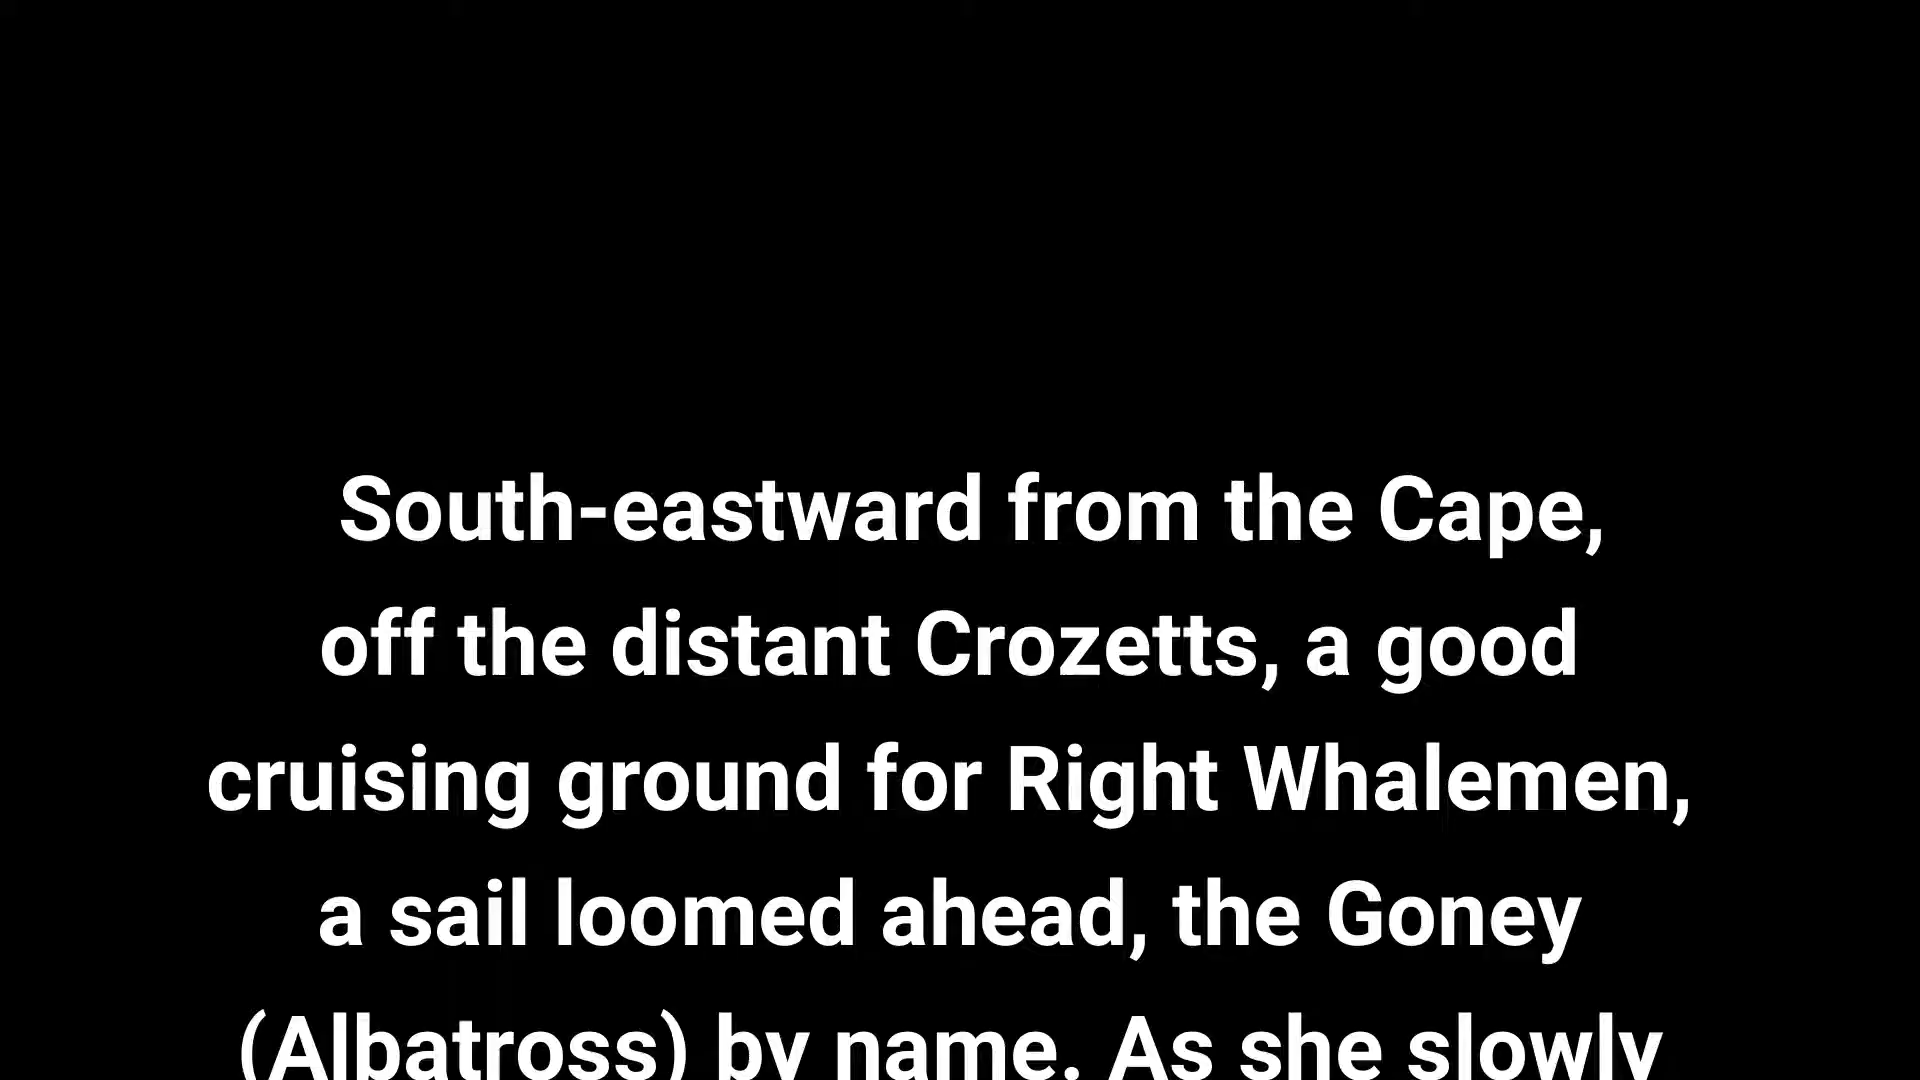 South-eastward from the Cape,
off the distant Crozetts, a good
cruising ground for Right Whalemen,
a sail loomed ahead, the Goney
(Albatross) by name. As she slowly